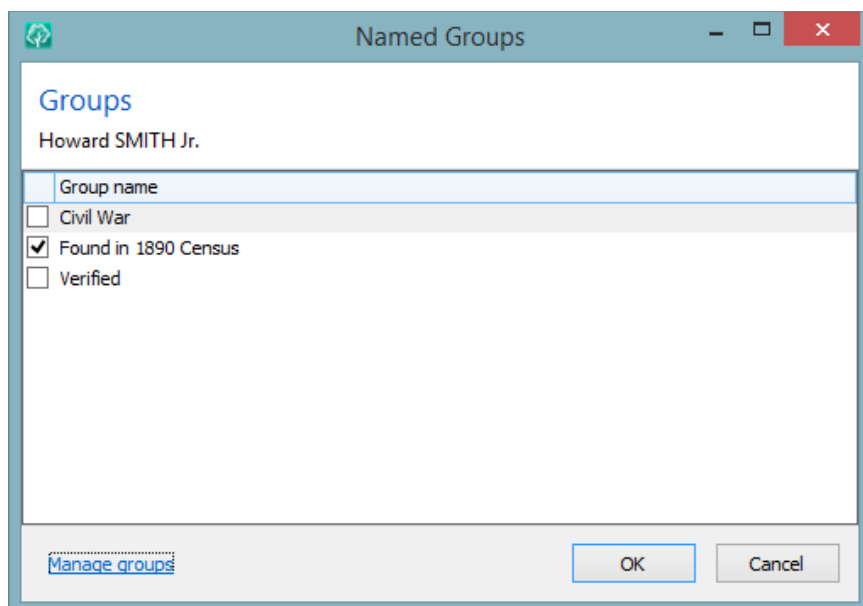 Named Groups
Groups
Howard SMITH Jr.
Group name
Civil War
Found in 1890 Census
Verified
Manage groups
OK
Cancel